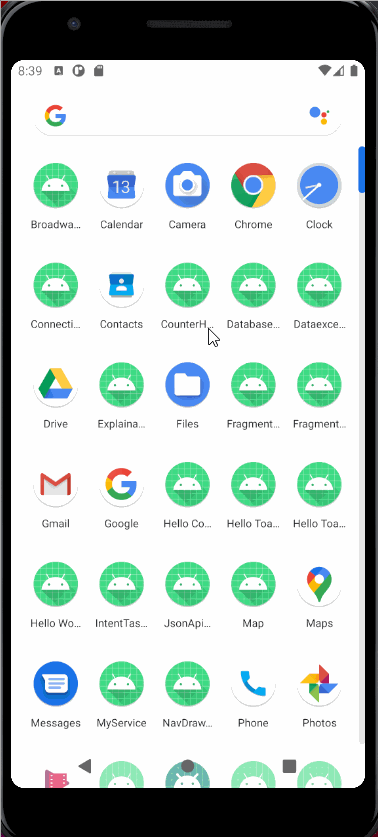 8:39
Broadwa...
Calendar
Camera
Chrome
Clock
13
Connecti...
Contacts
CounterH...
Database...
Dataexce...
Drive
Explaina...
Files
Fragment...
Fragment...
Gmail
Google
Hello Co...
Hello Toa...
Hello Toa...
Hello Wo...
IntentTas...
JsonApi...
Map
Maps
Messages
MyService
NavDraw...
Phone
Photos